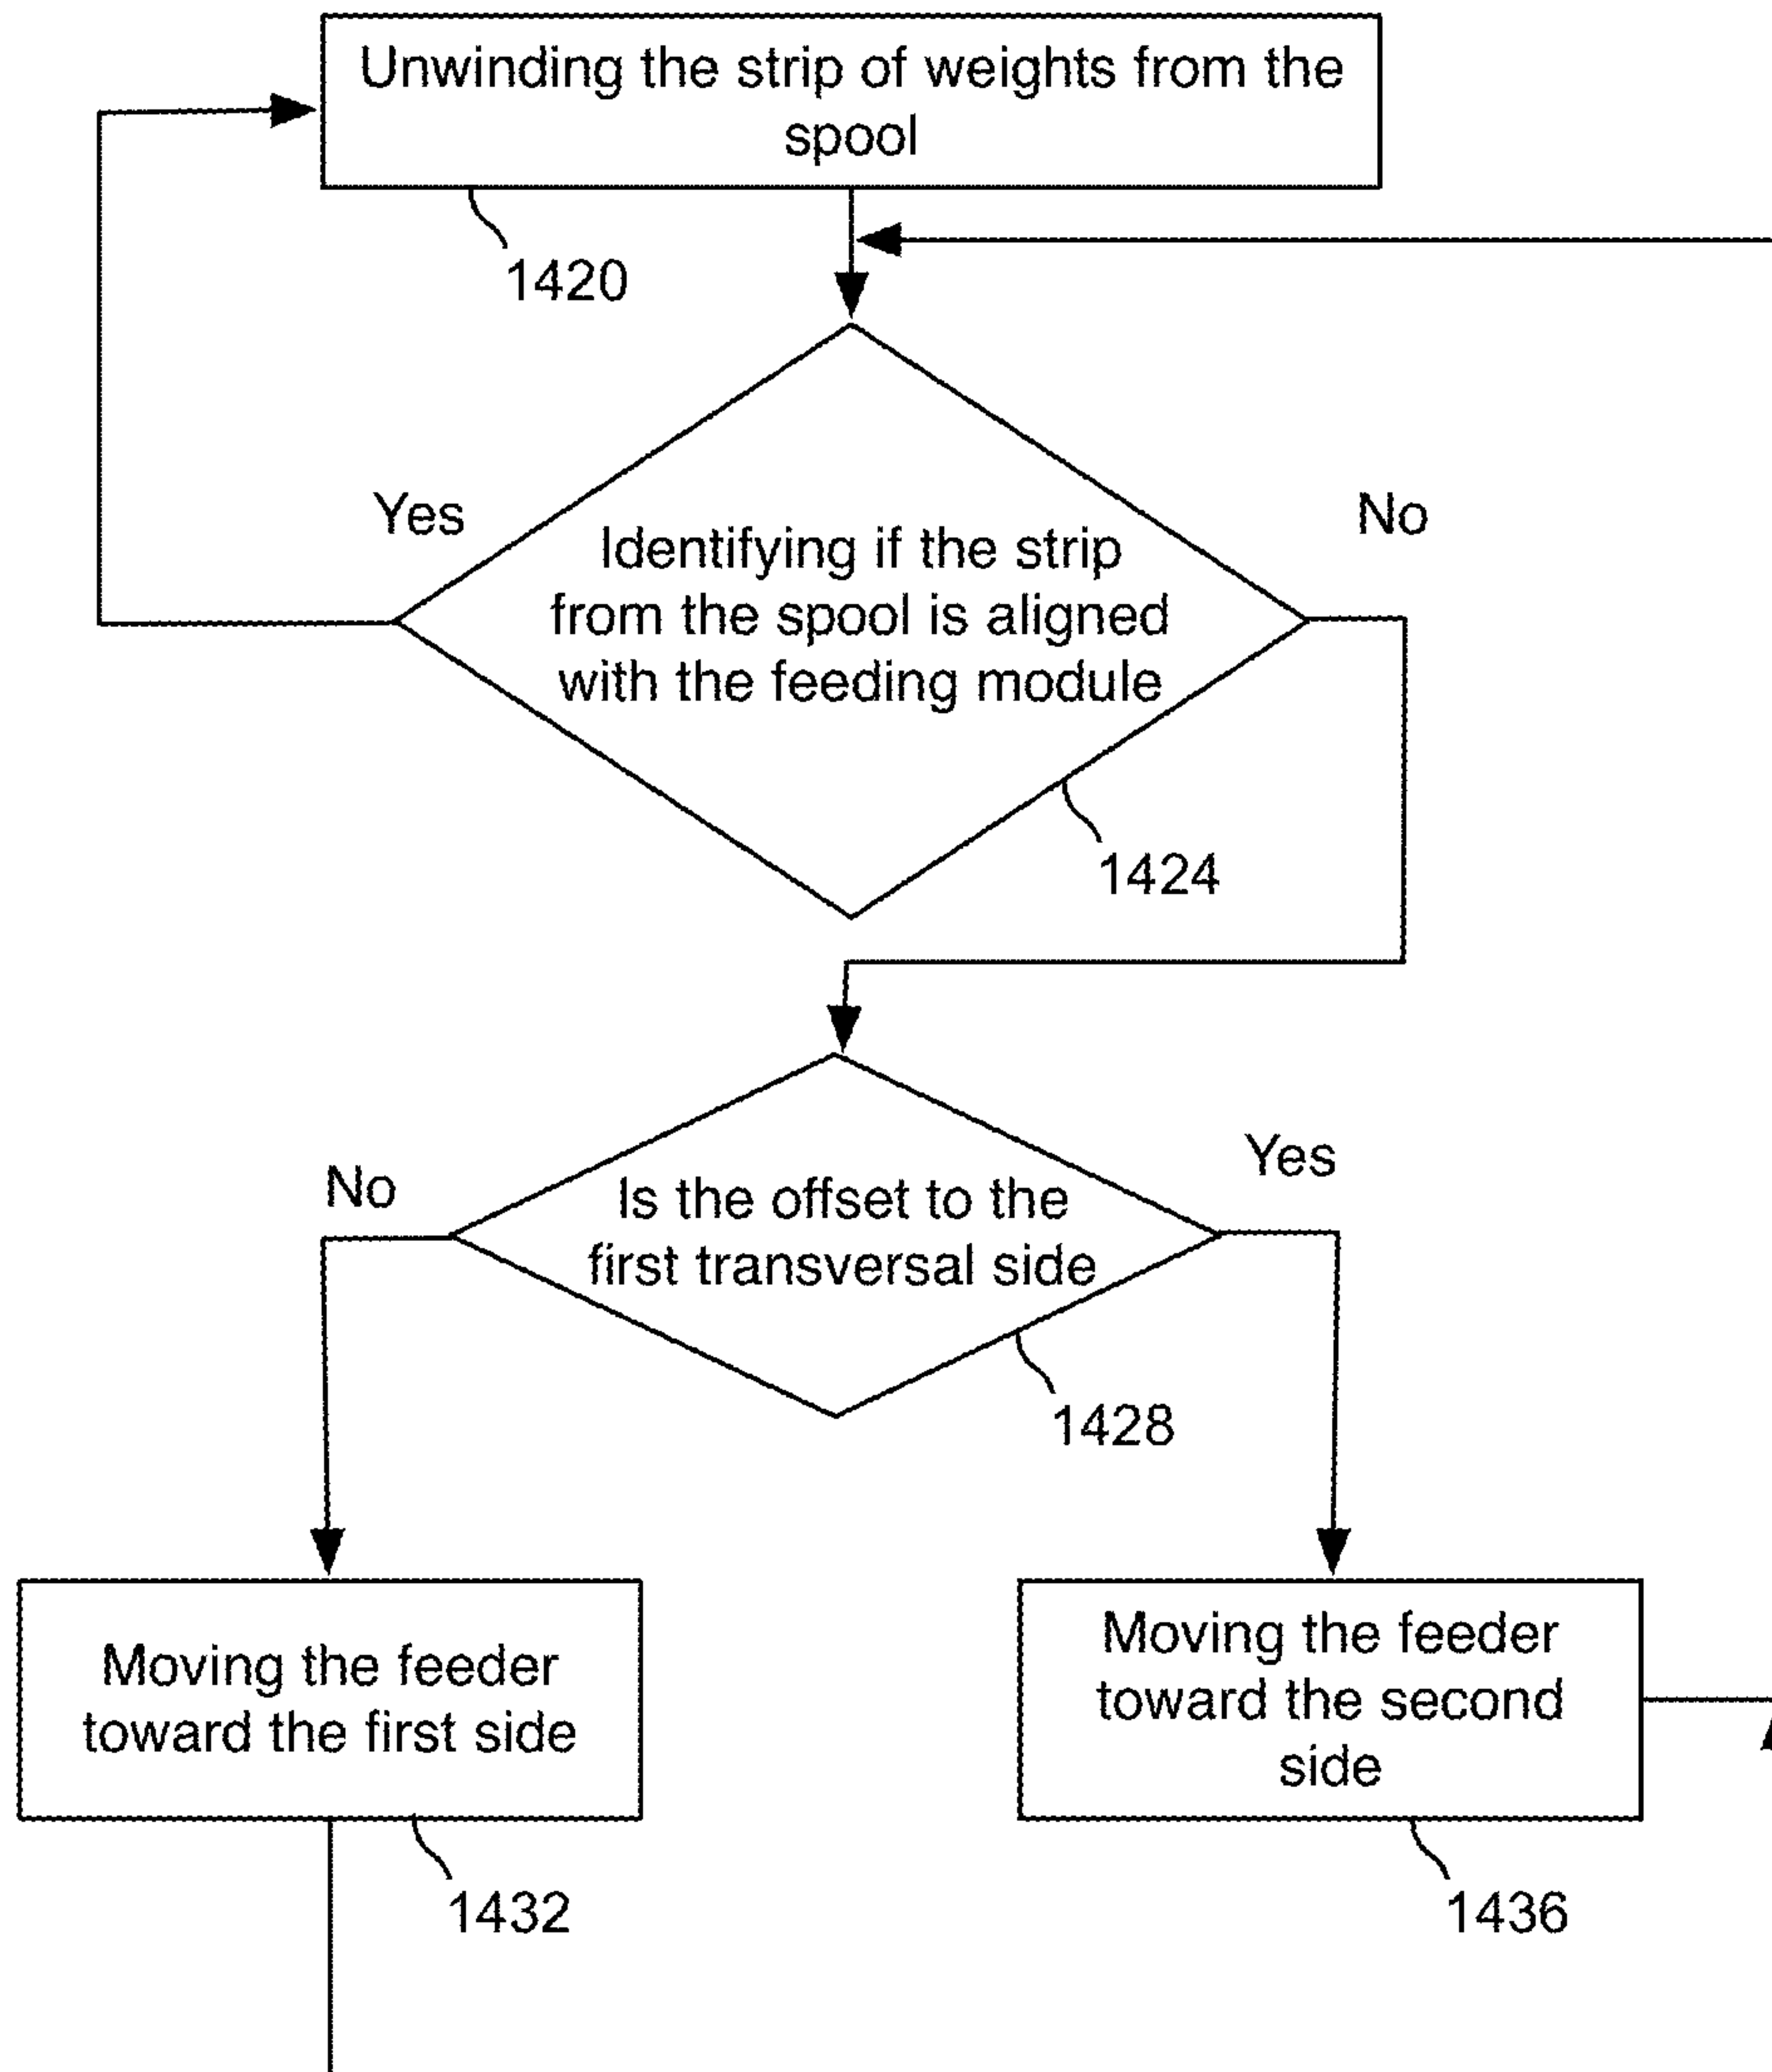 Unwinding the strip of weights from the
spool
1420
Yes
No
Identifying if the strip
from the spool is aligned
with the feeding module
1424
No
Yes
Is the offset to the
first transversal side
1428
Moving the feeder
toward the first side
Moving the feeder
toward the second
side
1432
1436